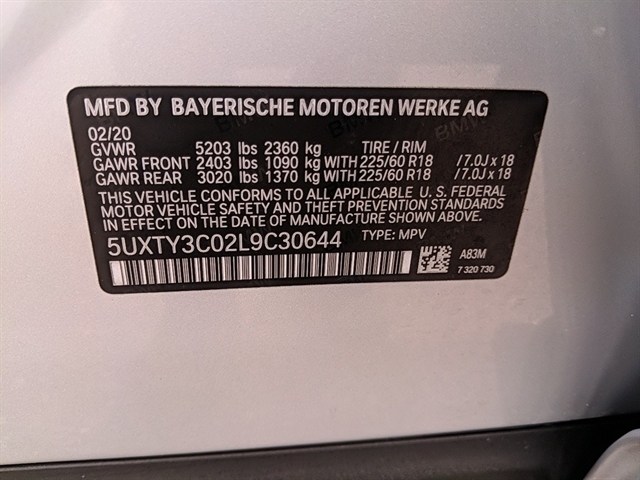 MFD BY BAYERISCHE MOTOREN WERKE AG
02/20
GVWR 5203 lbs 2360 kg TIRE / RIM
GAWR FRONT 2403 lbs 1090 kg WITH 225/60 R18 /7.0J x 18
GAWR REAR 3020 lbs 1370 kg WITH 225/60 R18 /7.0J x 18
THIS VEHICLE CONFORMS TO ALL APPLICABLE U. S. FEDERAL
MOTOR VEHICLE SAFETY AND THEFT PREVENTION STANDARDS
IN EFFECT ON THE DATE OF MANUFACTURE SHOWN ABOVE.
5UXTY3C02L9C30644 TYPE: MPV
A83M
7 320 730